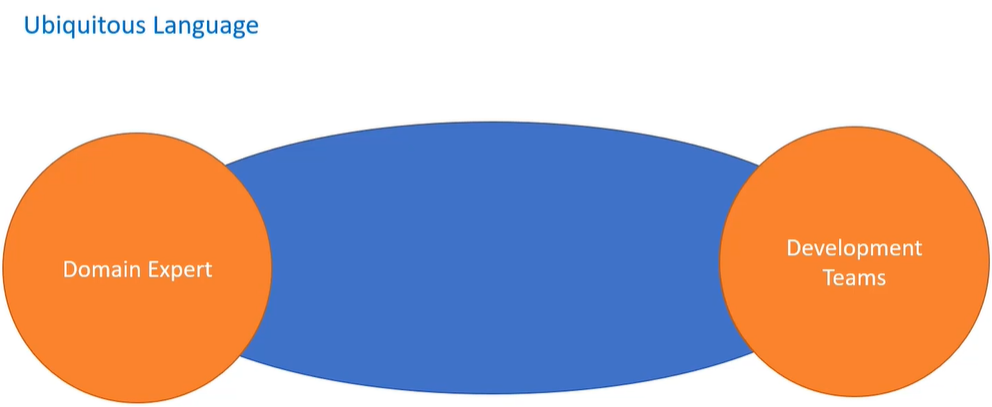 Ubiquitous Language
Domain Expert
Development
Teams